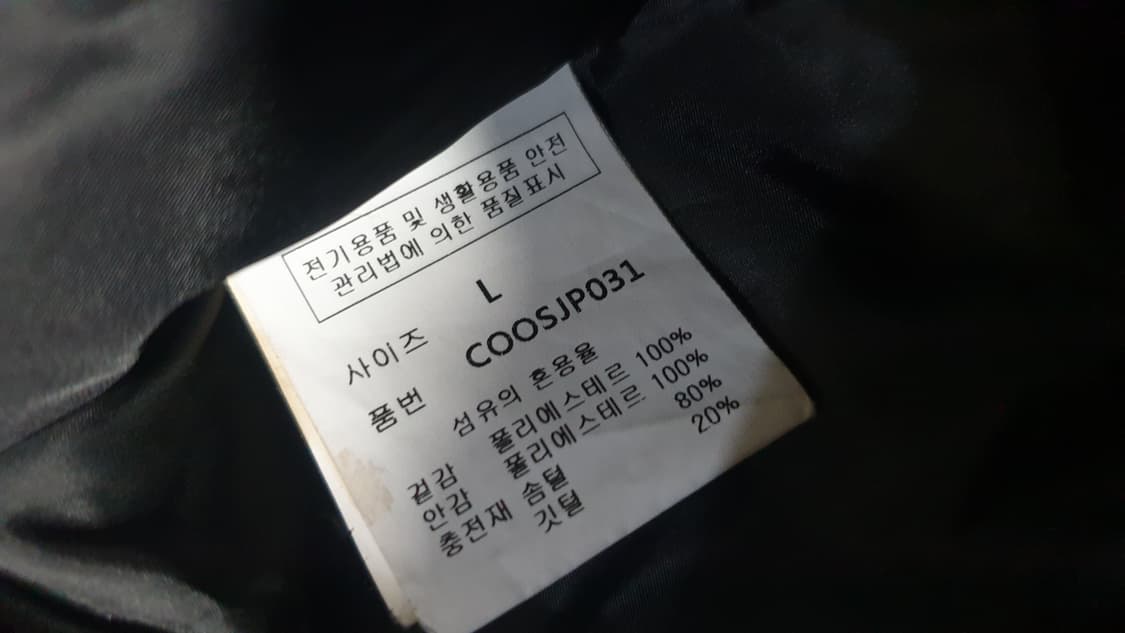 전기용품 및 생활용품 안전
관리법에 의한 품질표시
사이즈 L
품번 COOSJP031
섬유의 혼용율
겉감 폴리에스테르 100%
안감 폴리에스테르 100%
충전재 솜털 80%
깃털 20%